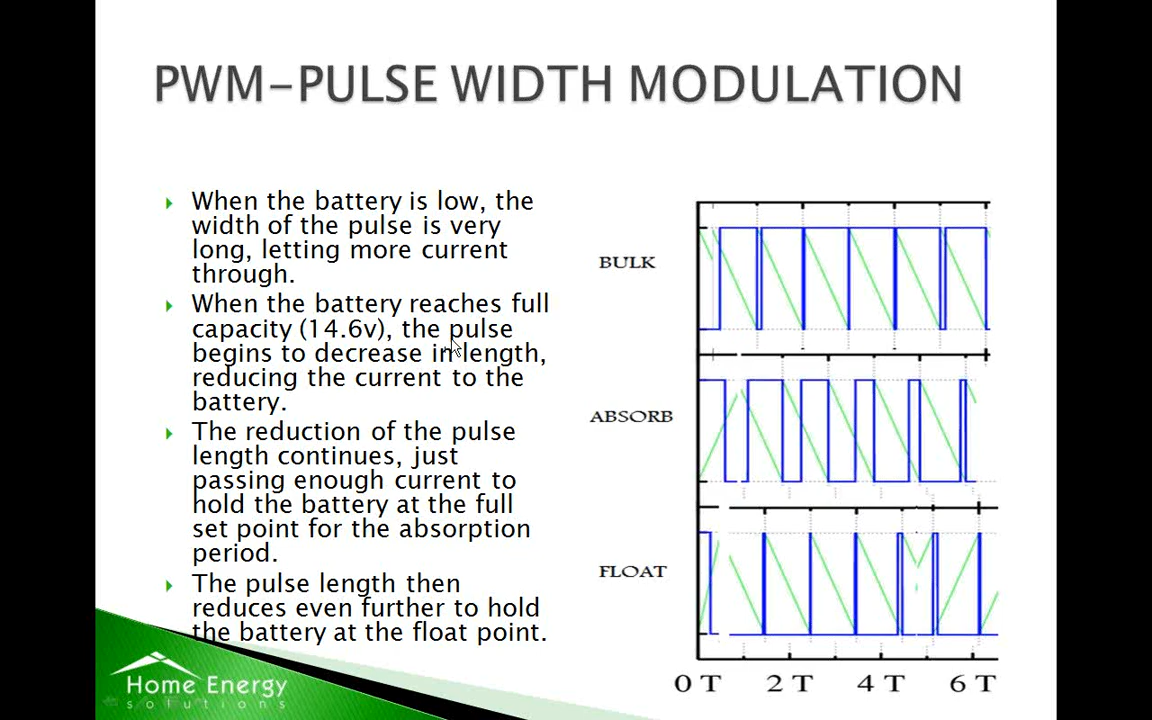 PWM-PULSE WIDTH MODULATION
When the battery is low, the
width of the pulse is very
long, letting more current
through.
When the battery reaches full
capacity (14.6v), the pulse
begins to decrease in length,
reducing the current to the
battery.
The reduction of the pulse
length continues, just
passing enough current to
hold the battery at the full
set point for the absorption
period.
The pulse length then
reduces even further to hold
the battery at the float point.
BULK
ABSORB
FLOAT
0 T 2 T 4 T 6 T
Home Energy
solutions